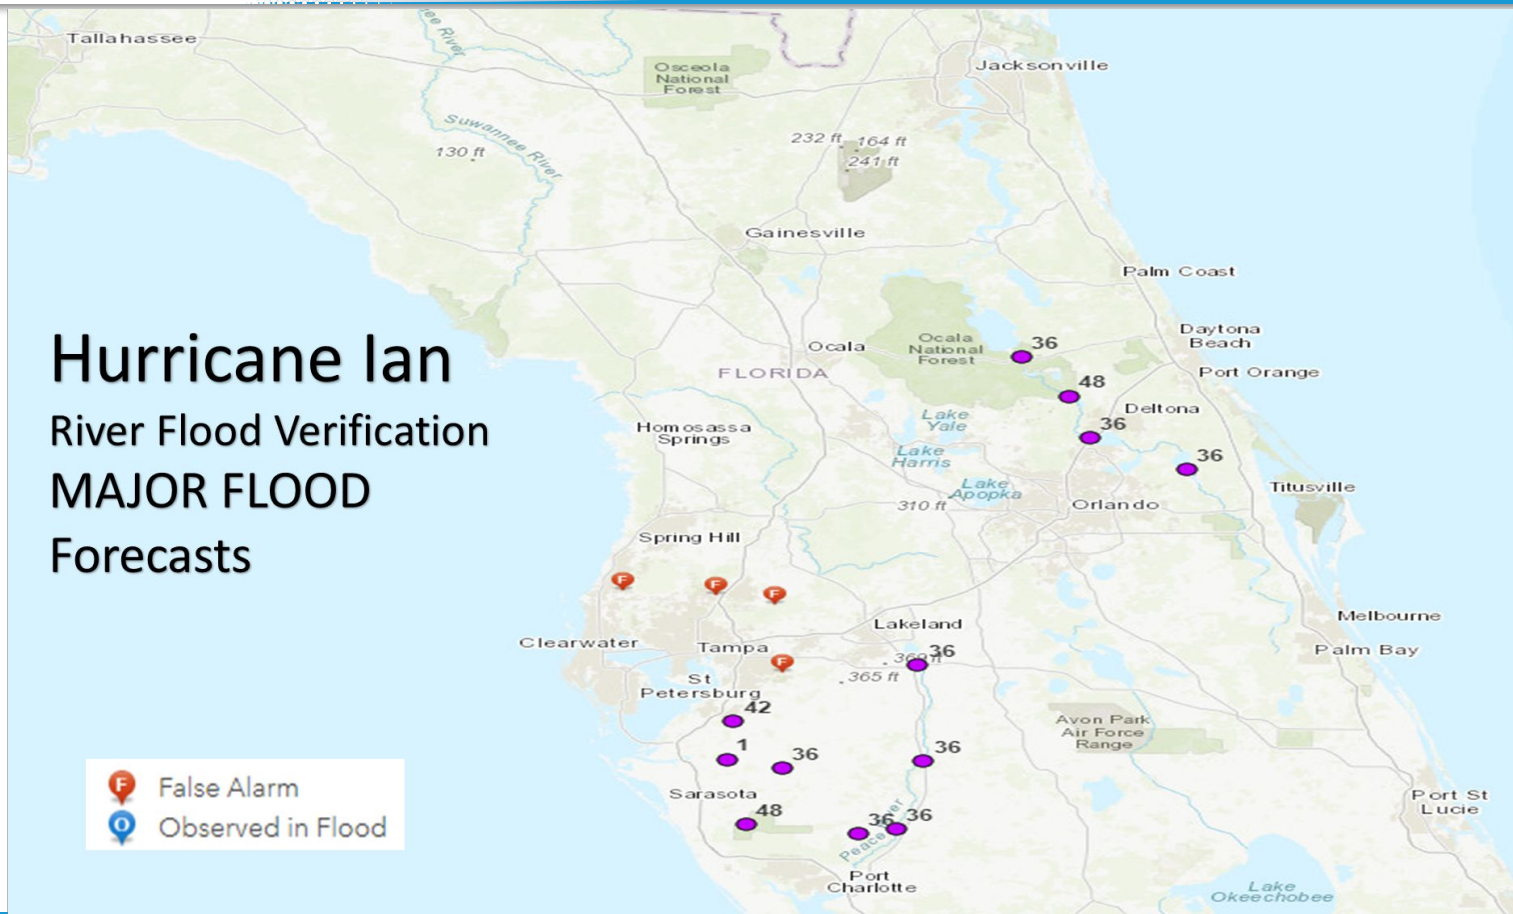 Tallahassee
ee River
Osceola
National
Forest
Jacksonville
Suwannee River
130 ft
232 ft
164 ft
241 ft
Gainesville
Palm Coast
Daytona
Beach
Port Orange
Ocala
Ocala
National
Forest
36
FLORIDA
48
Deltona
Hurricane Ian
River Flood Verification
MAJOR FLOOD
Forecasts
Homosassa
Springs
Lake
Yale
36
Lake
Harris
36
Lake
Apopka
Titusville
310 ft
Orlando
Spring Hill
F
F
F
Lakeland
Melbourne
Clearwater
Tampa
36
Palm Bay
F
365 ft
St
Petersburg
42
Avon Park
Air Force
Range
1
36
36
Sarasota
48
36
36
Peace
Port
Charlotte
Port St
Lucie
Lake
Okeechobee
F False Alarm
O Observed in Flood